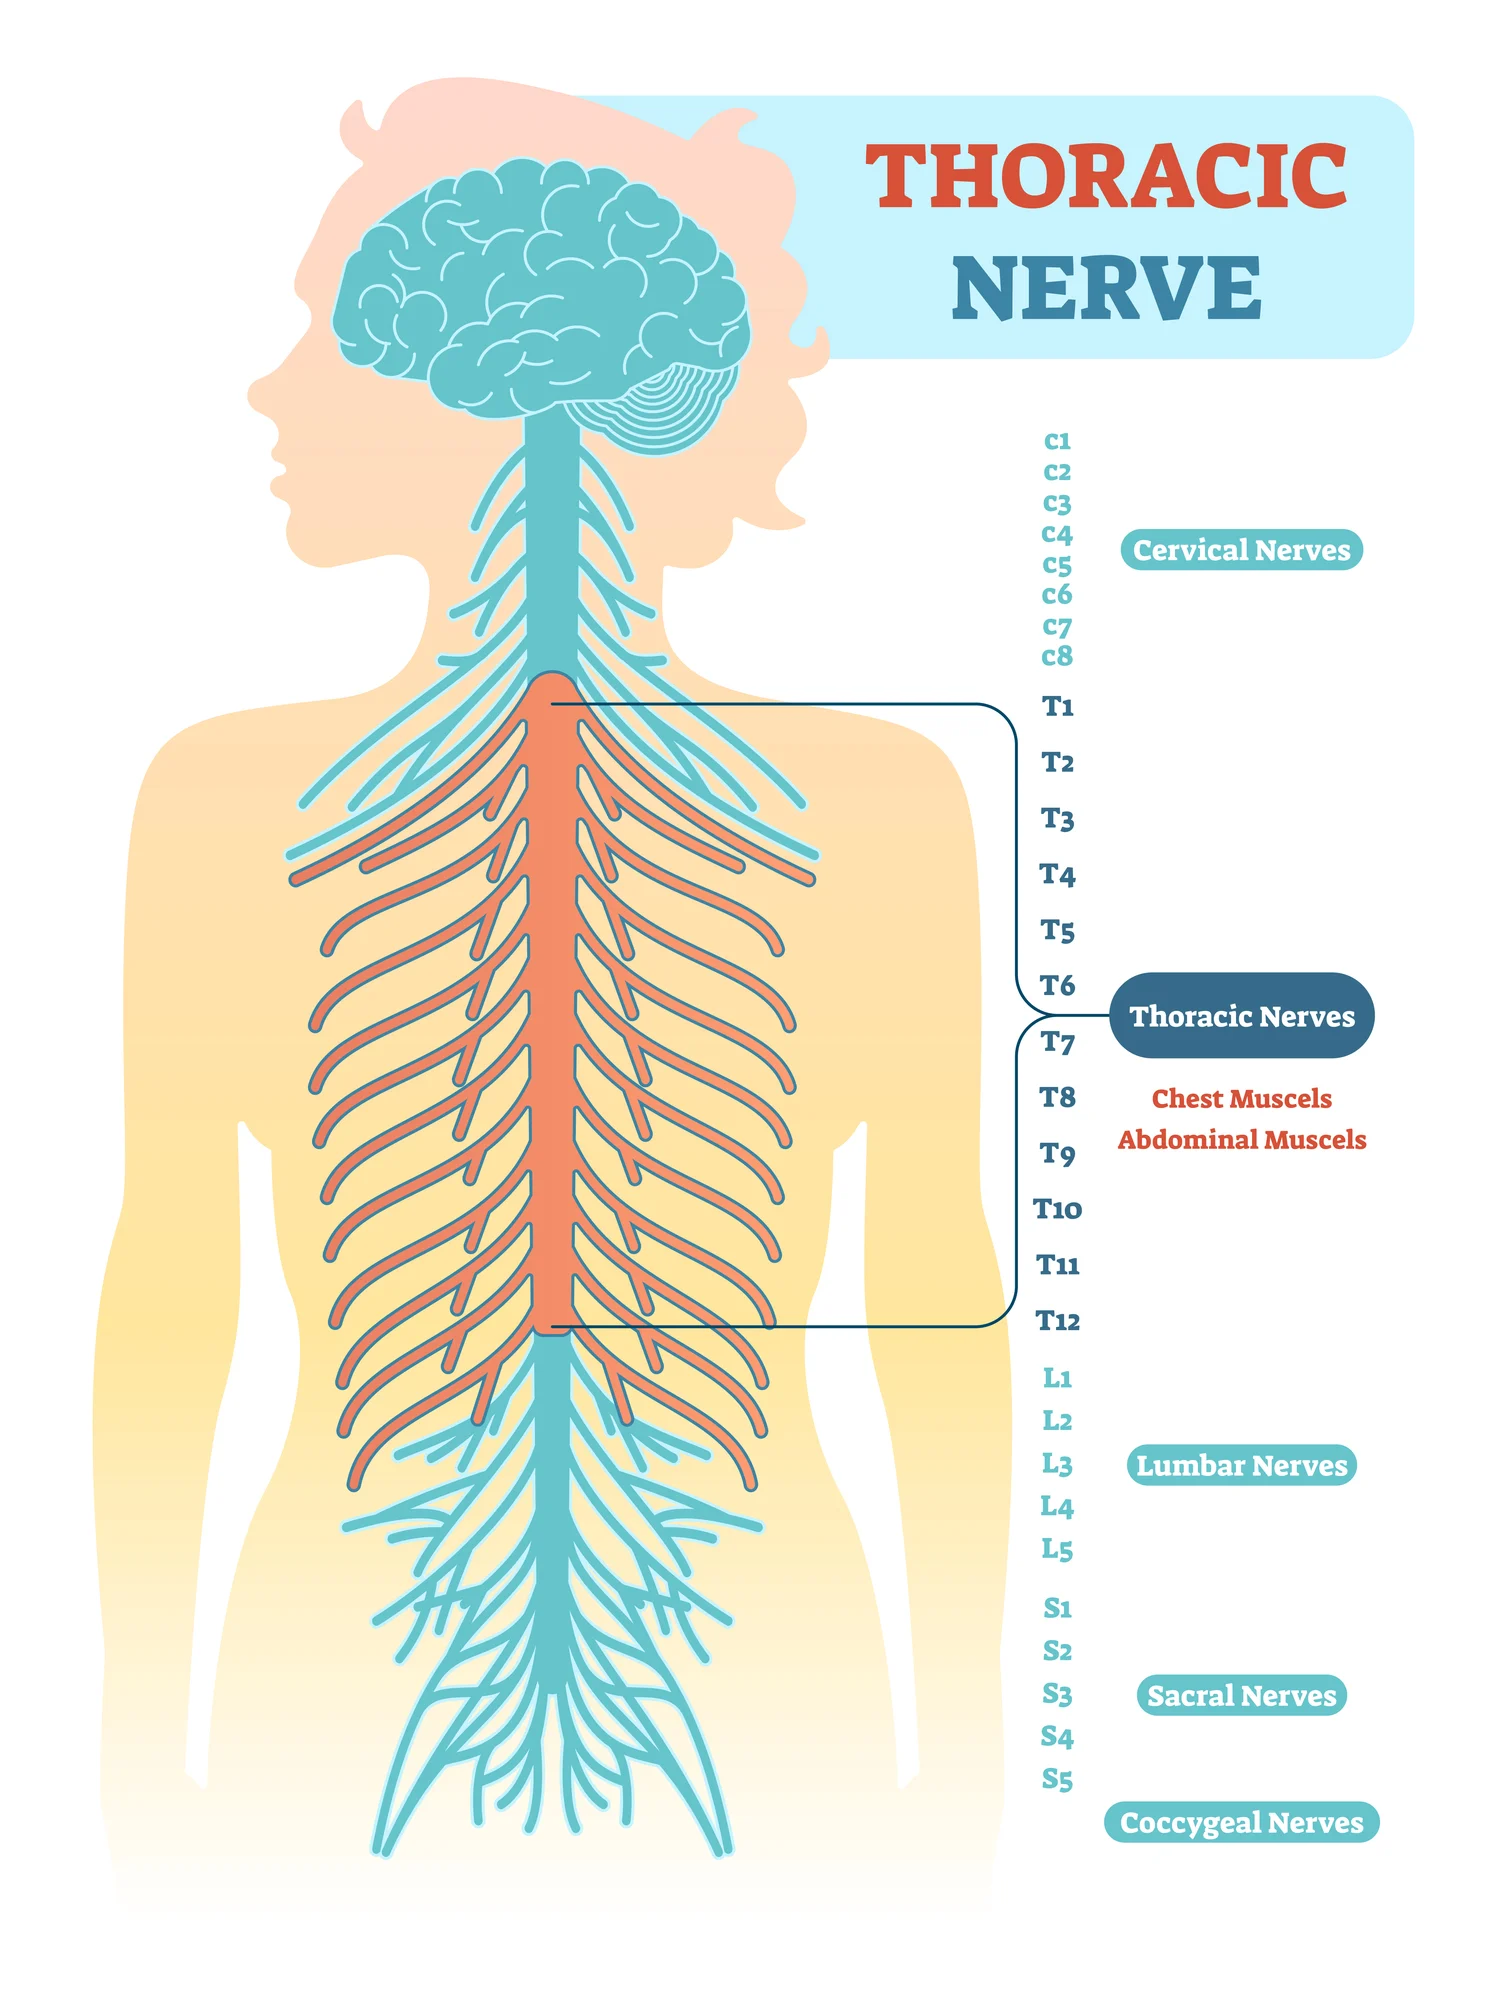 THORACIC
NERVE
C1
C2
C3
C4
C5
C6
C7
C8
Cervical Nerves
T1
T2
T3
T4
T5
T6
T7
T8
T9
T10
T11
T12
Thoracic Nerves
Chest Muscels
Abdominal Muscels
L1
L2
L3
L4
L5
Lumbar Nerves
S1
S2
S3
S4
S5
Sacral Nerves
Coccygeal Nerves